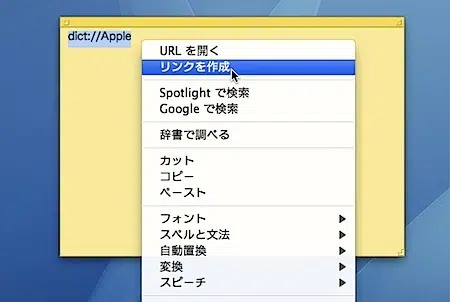 dict://Apple
URL を開く
リンクを作成
Spotlight で検索
Google で検索
辞書で調べる
カット
コピー
ペースト
フォント
スペルと文法
自動置換
変換
スピーチ